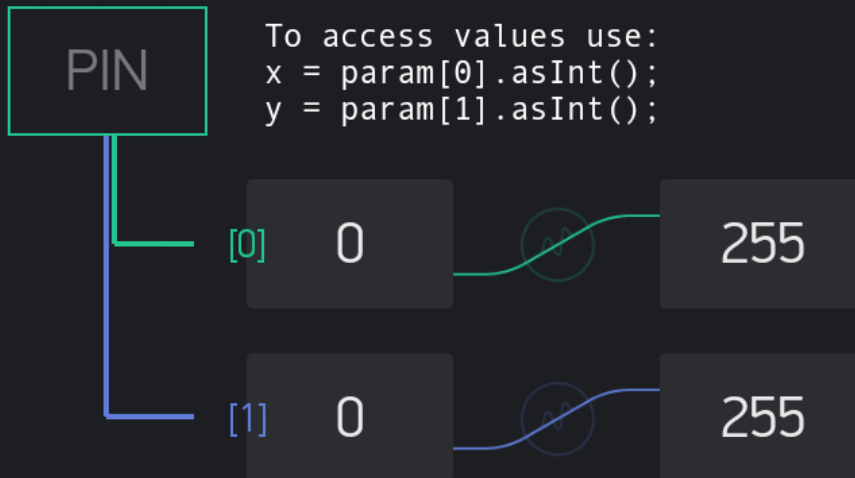 PIN
To access values use:
x = param[0].asInt();
y = param[1].asInt();
[0] 0 255
[1] 0 255